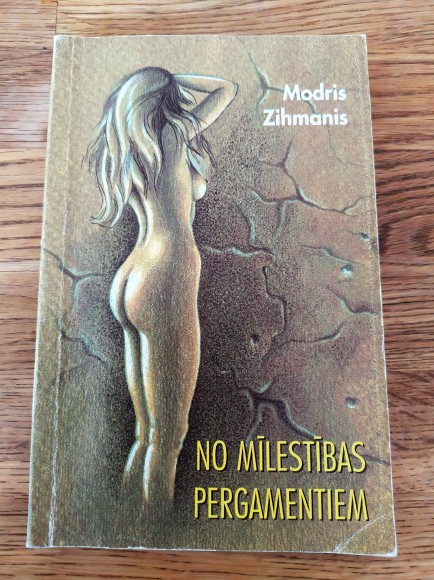 Modris
Zihmanis
NO MĪLESTĪBAS
PERGAMENTIEM